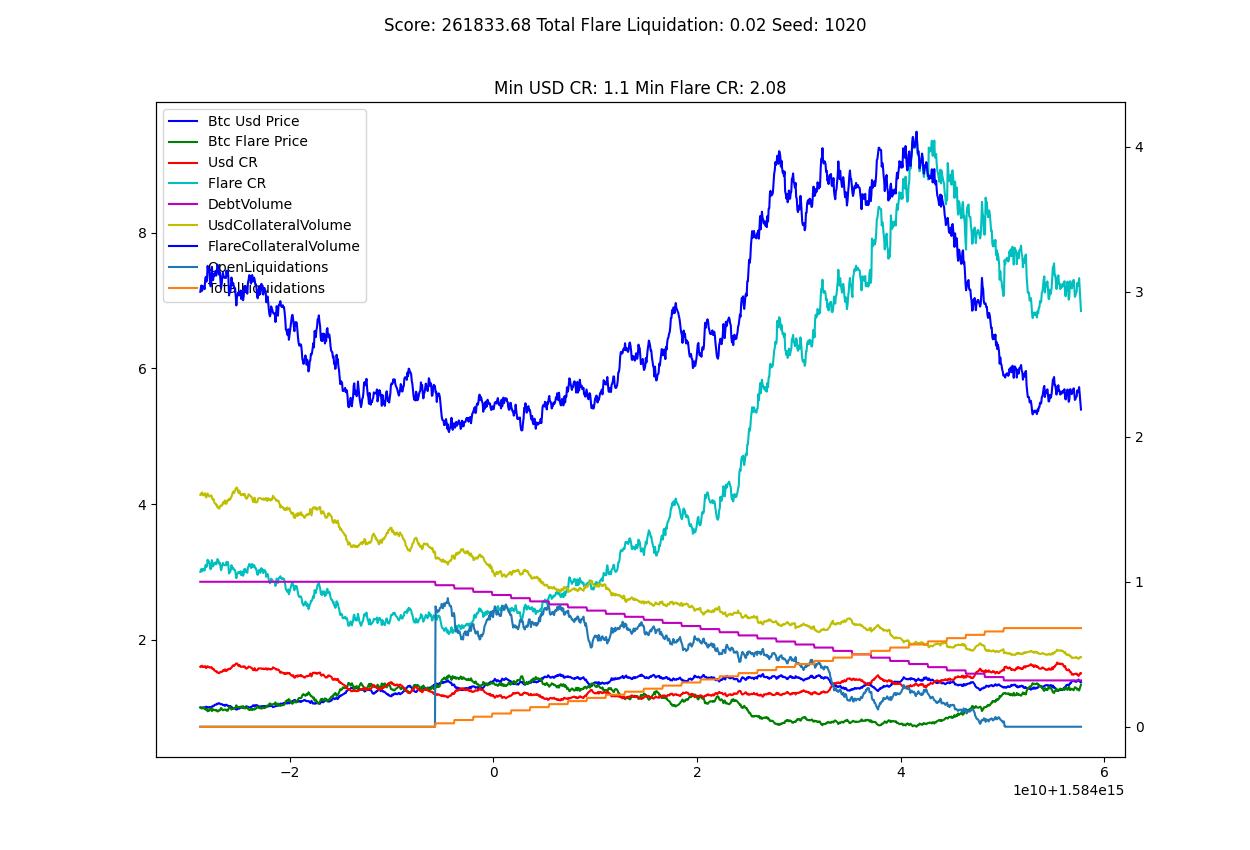 Score: 261833.68 Total Flare Liquidation: 0.02 Seed: 1020
Min USD CR: 1.1 Min Flare CR: 2.08
Btc Usd Price
Btc Flare Price
Usd CR
Flare CR
DebtVolume
UsdCollateralVolume
FlareCollateralVolume
OpenLiquidations
TotalLiquidations
8
6
4
2
4
3
2
1
0
−2
0
2
4
6
1e10+1.584e15